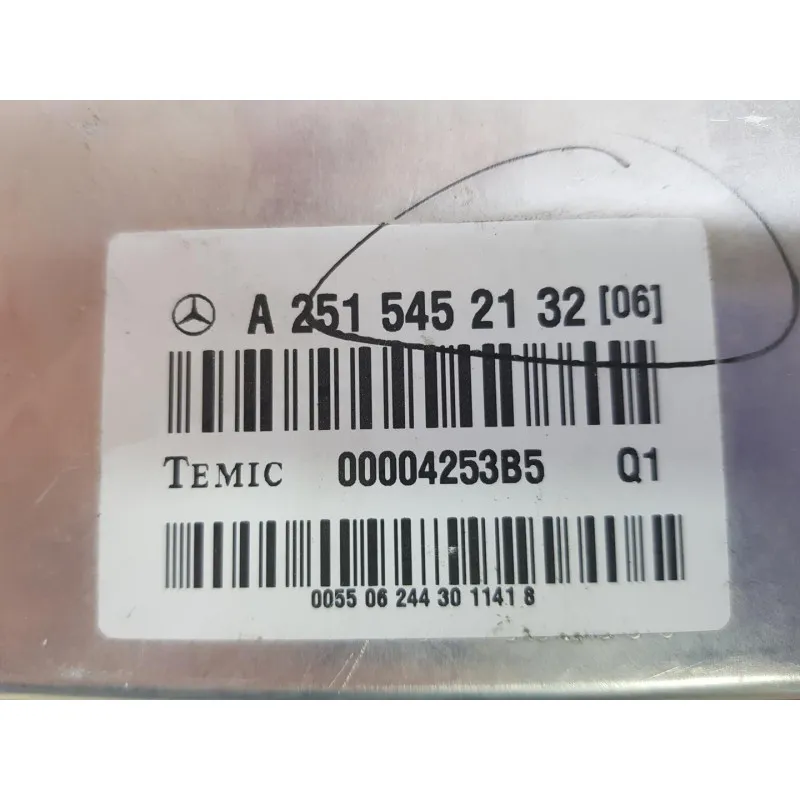 A 251 545 21 32 [06]
TEMIC 00004253B5 Q1
0055 06 244 30 1141 8